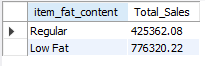 item_fat_content Total_Sales
Regular 425362.08
Low Fat 776320.22